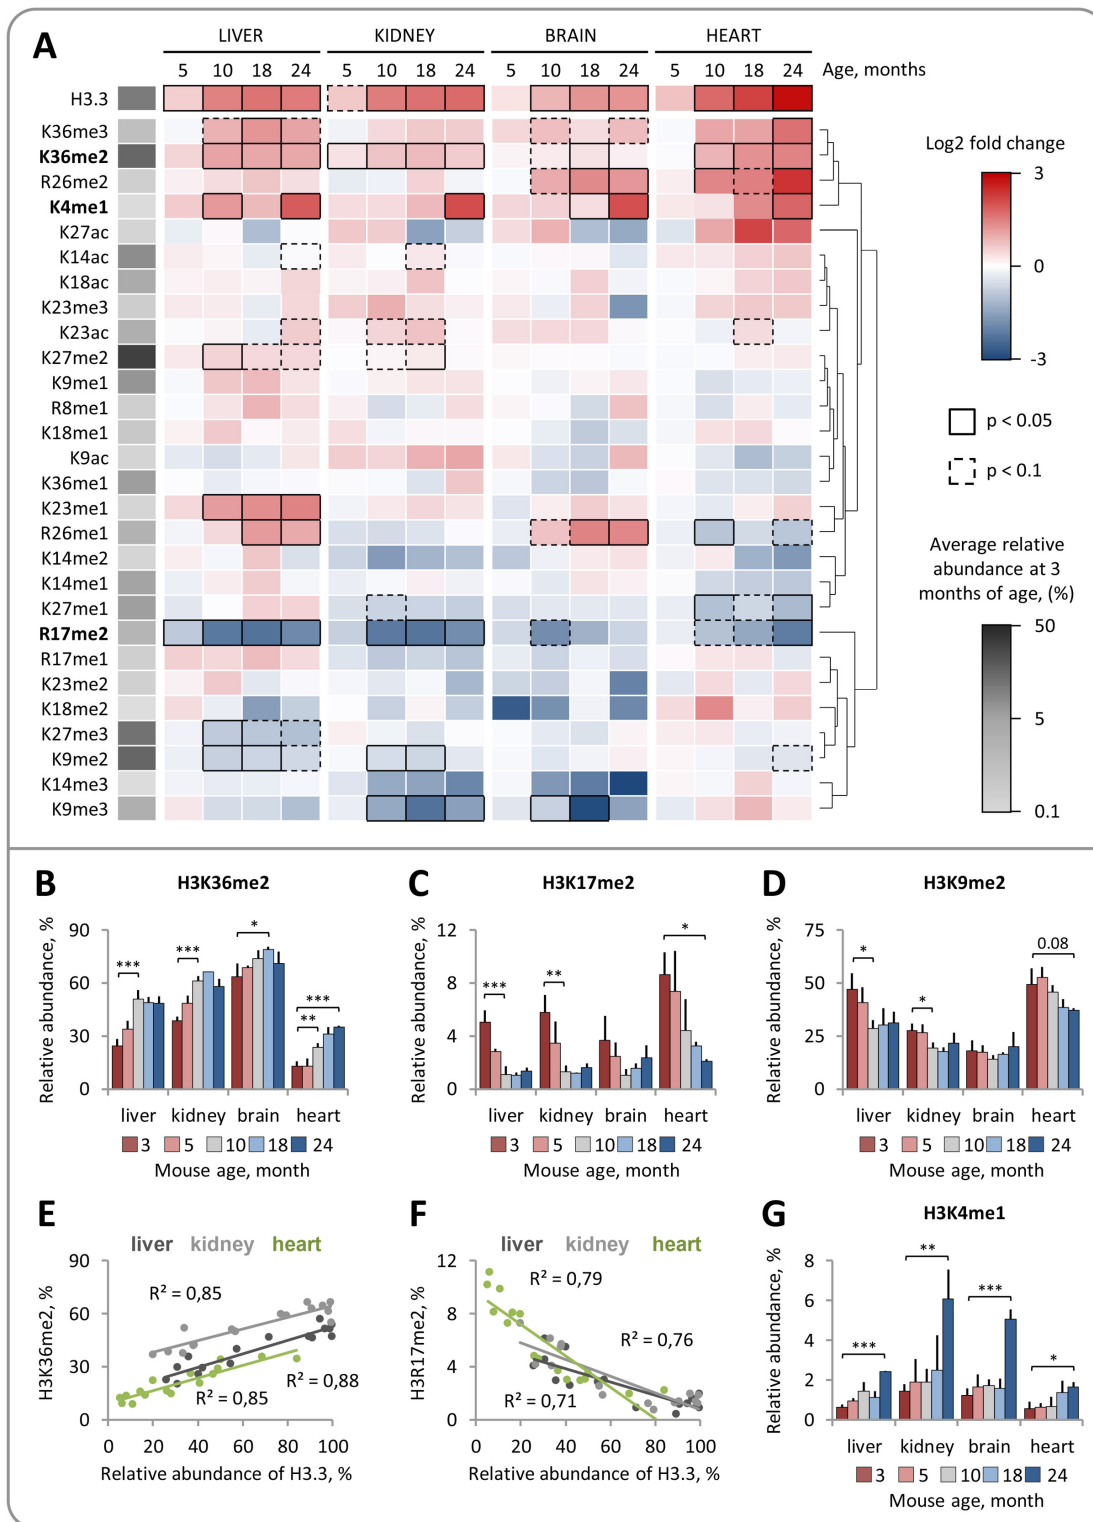 A
LIVER KIDNEY BRAIN HEART
5 10 18 24 5 10 18 24 5 10 18 24 5 10 18 24 Age, months
H3.3
K36me3
K36me2
R26me2
K4me1
K27ac
K14ac
K18ac
K23me3
K23ac
K27me2
K9me1
R8me1
K18me1
K9ac
K36me1
K23me1
R26me1
K14me2
K14me1
K27me1
R17me2
R17me1
K23me2
K18me2
K27me3
K9me2
K14me3
K9me3
Log2 fold change
3
0
-3
p < 0.05
p < 0.1
Average relative
abundance at 3
months of age, (%)
50
5
0.1
B
H3K36me2
Relative abundance, %
90
60
30
0
***
***
*
***
**
liver kidney brain heart
3 5 10 18 24
Mouse age, month
C
H3K17me2
Relative abundance, %
12
8
4
0
***
**
*
liver kidney brain heart
3 5 10 18 24
Mouse age, month
D
H3K9me2
Relative abundance, %
75
50
25
0
*
*
0.08
liver kidney brain heart
3 5 10 18 24
Mouse age, month
E
liver kidney heart
H3K36me2, %
90
60
30
0
R² = 0,85
R² = 0,88
R² = 0,85
0 20 40 60 80 100
Relative abundance of H3.3, %
F
liver kidney heart
H3R17me2, %
12
8
4
0
R² = 0,79
R² = 0,76
R² = 0,71
0 20 40 60 80 100
Relative abundance of H3.3, %
G
H3K4me1
Relative abundance, %
8
6
4
2
0
***
**
***
*
liver kidney brain heart
3 5 10 18 24
Mouse age, month